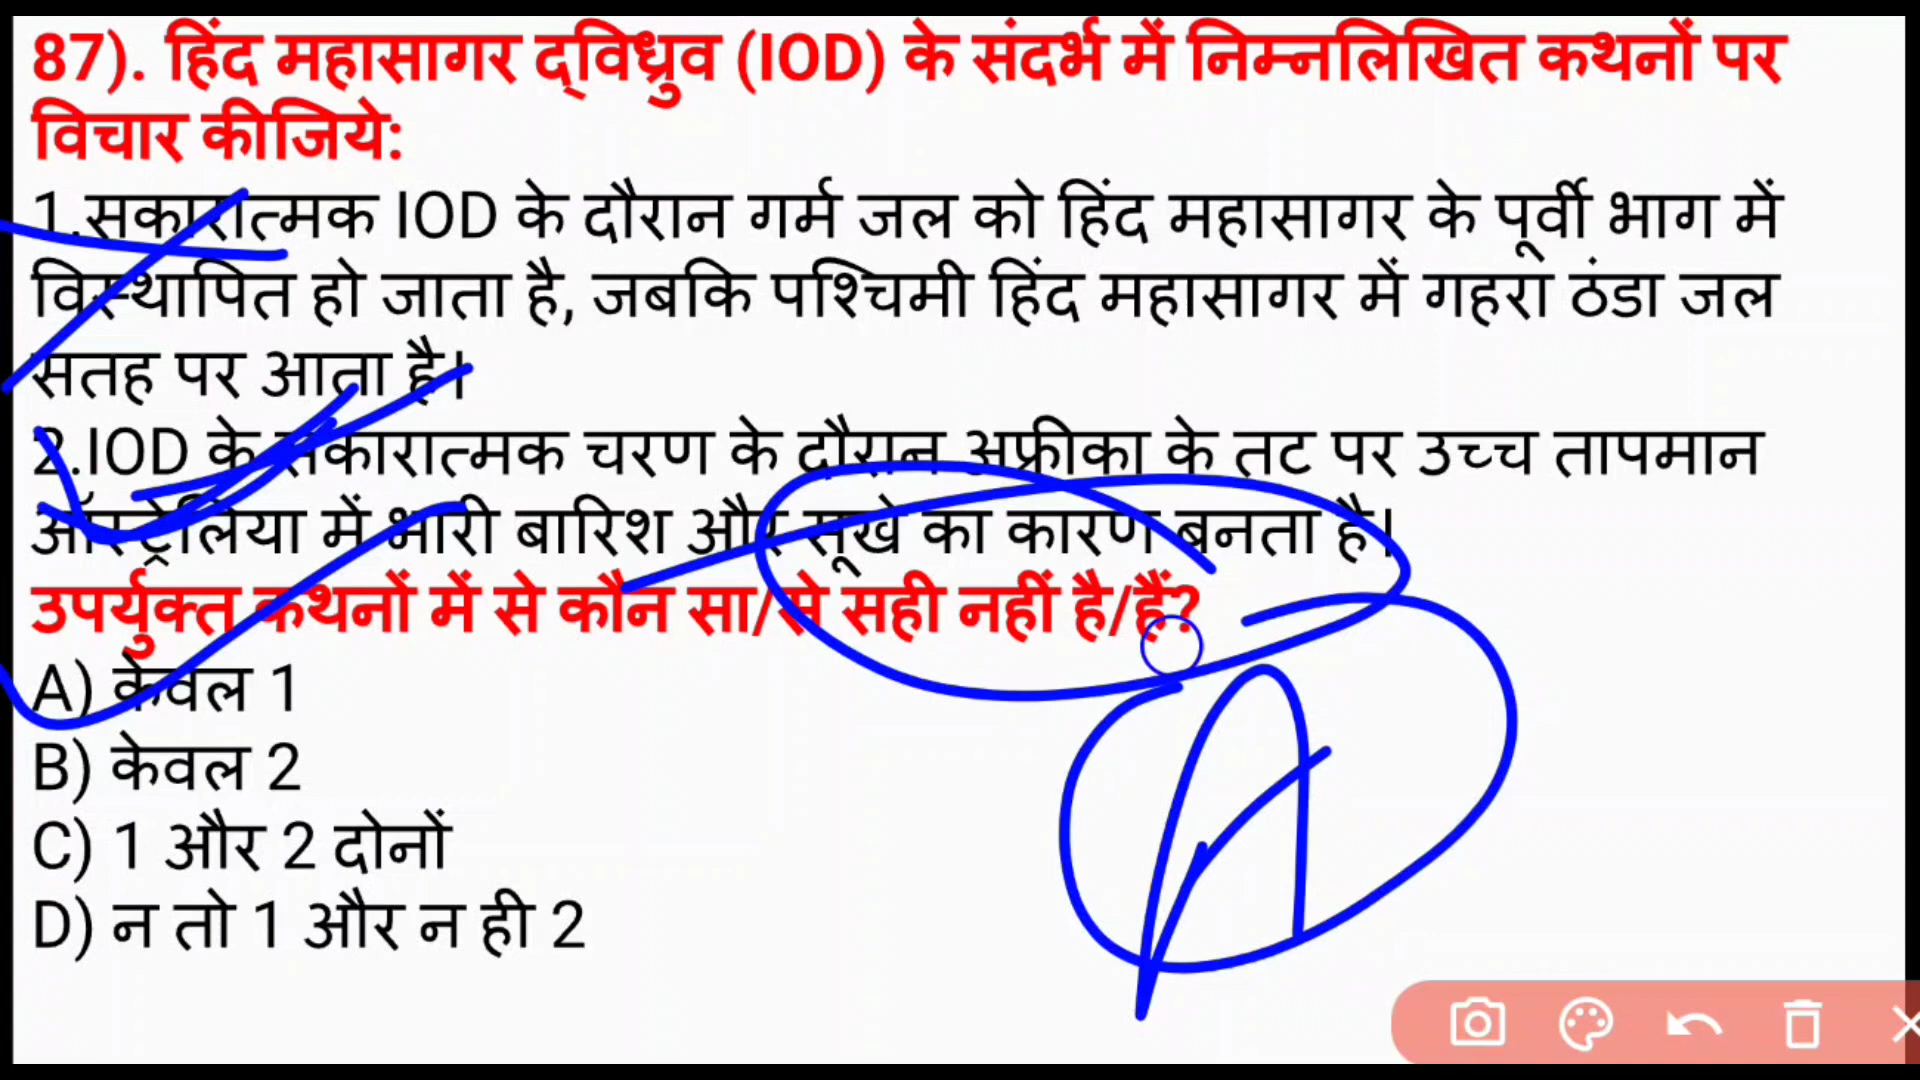 87). हिंद महासागर द्विध्रुव (IOD) के संदर्भ में निम्नलिखित कथनों पर
विचार कीजिये:
1.सकारात्मक IOD के दौरान गर्म जल को हिंद महासागर के पूर्वी भाग में
विस्थापित हो जाता है, जबकि पश्चिमी हिंद महासागर में गहरा ठंडा जल
सतह पर आता है।
2.IOD के सकारात्मक चरण के दौरान अफ्रीका के तट पर उच्च तापमान
ऑस्ट्रेलिया में भारी बारिश और सूखे का कारण बनता है।
उपर्युक्त कथनों में से कौन सा/से सही नहीं है/हैं?
A) केवल 1
B) केवल 2
C) 1 और 2 दोनों
D) न तो 1 और न ही 2
A